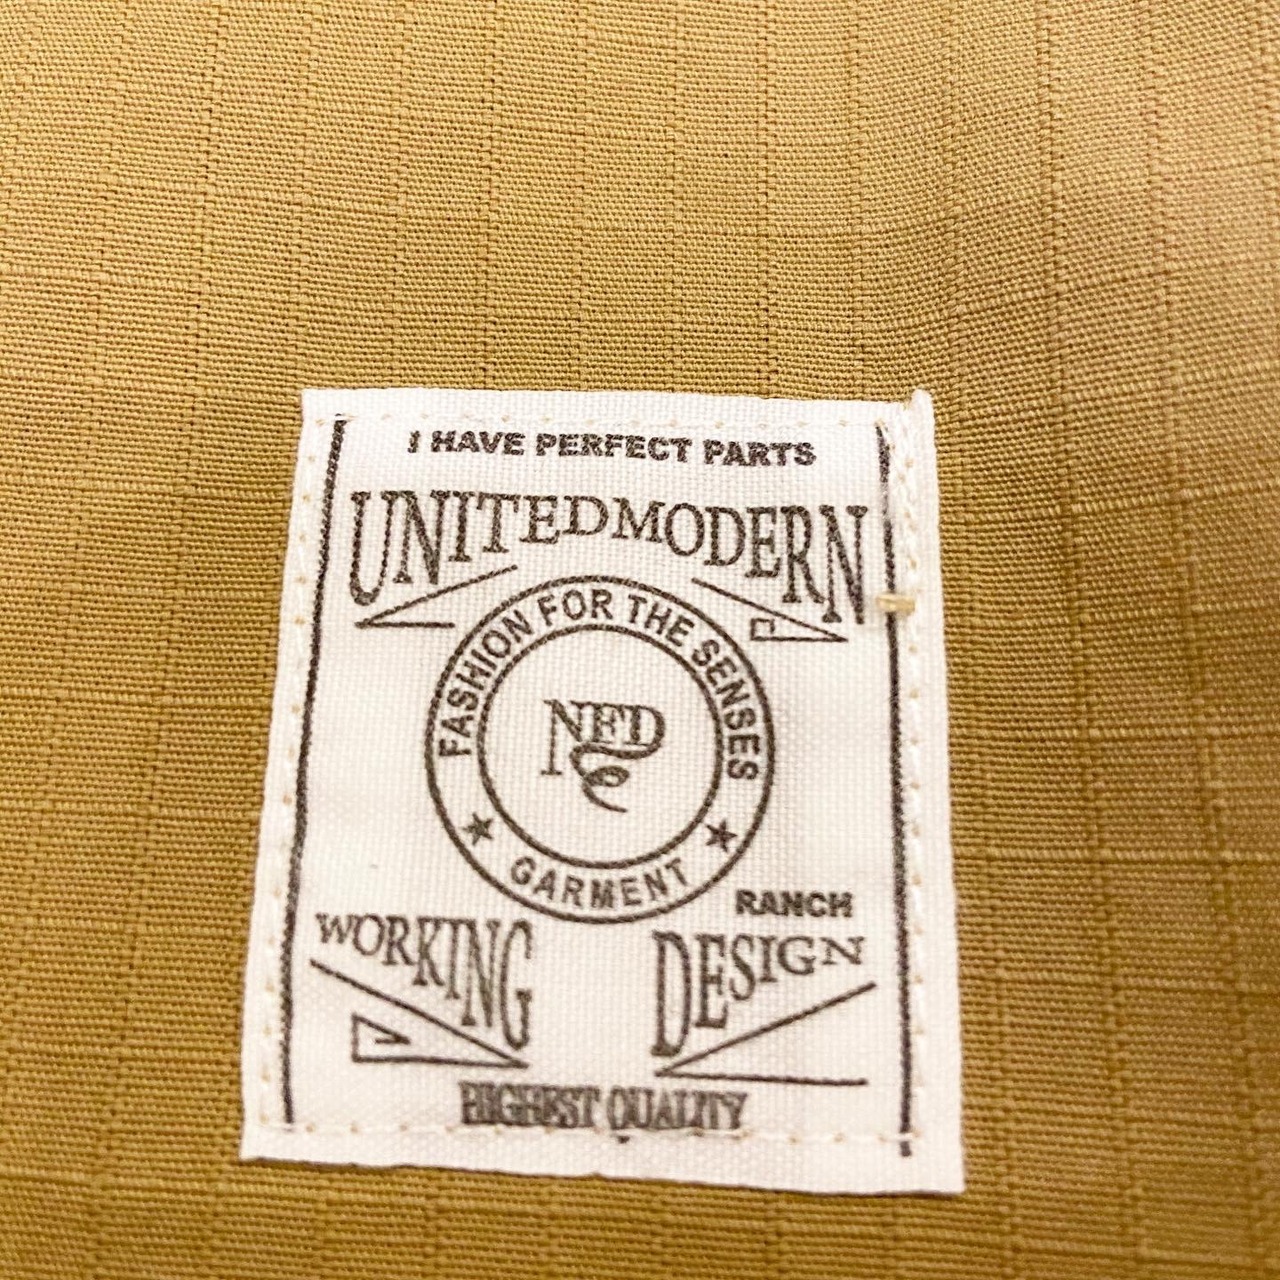 I HAVE PERFECT PARTS
UNITEDMODERN
FASHION FOR THE SENSES
NFD
GARMENT
RANCH
WORKING
DESIGN
HIGHEST QUALITY